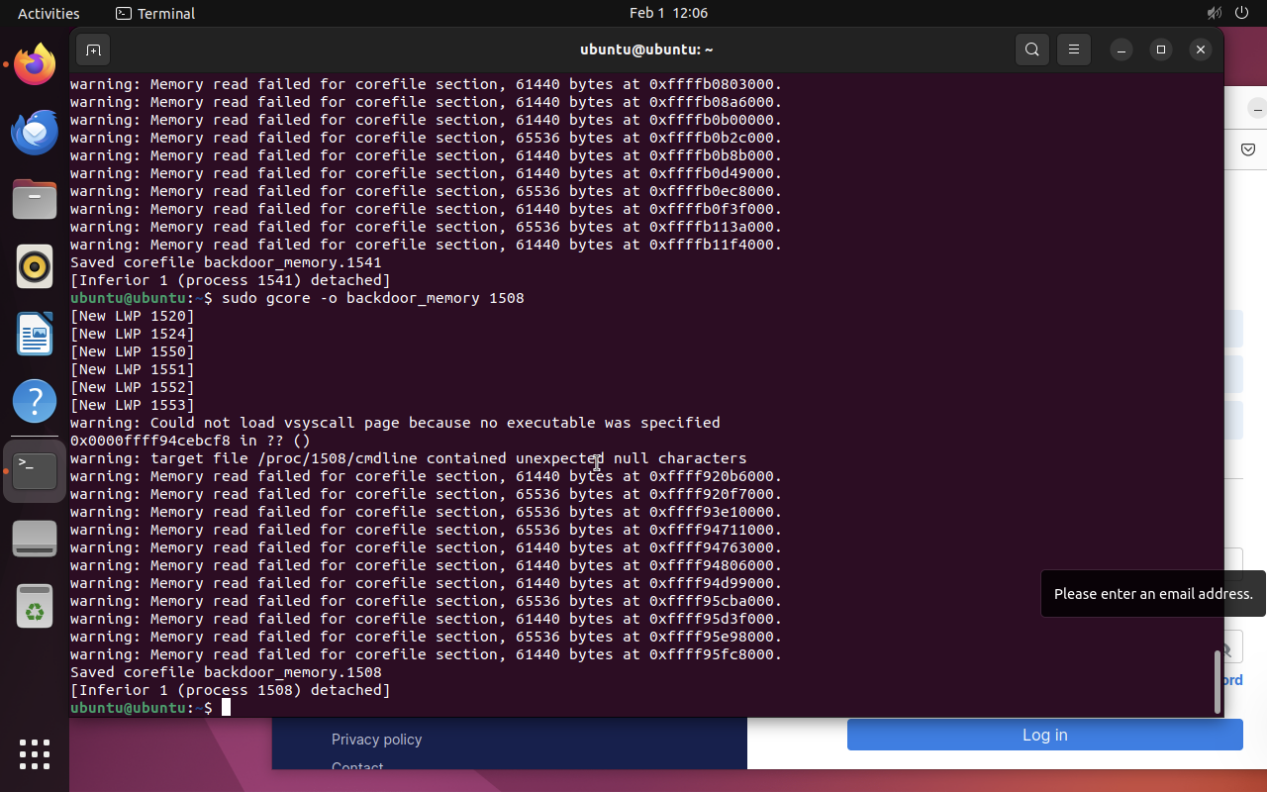 Activities
Terminal
Feb 1 12:06
ubuntu@ubuntu: ~
warning: Memory read failed for corefile section, 61440 bytes at 0xffffb0803000.
warning: Memory read failed for corefile section, 61440 bytes at 0xffffb08a6000.
warning: Memory read failed for corefile section, 61440 bytes at 0xffffb0b00000.
warning: Memory read failed for corefile section, 65536 bytes at 0xffffb0b2c000.
warning: Memory read failed for corefile section, 61440 bytes at 0xffffb0b8b000.
warning: Memory read failed for corefile section, 61440 bytes at 0xffffb0d49000.
warning: Memory read failed for corefile section, 65536 bytes at 0xffffb0ec8000.
warning: Memory read failed for corefile section, 61440 bytes at 0xffffb0f3f000.
warning: Memory read failed for corefile section, 65536 bytes at 0xffffb113a000.
warning: Memory read failed for corefile section, 61440 bytes at 0xffffb11f4000.
Saved corefile backdoor_memory.1541
[Inferior 1 (process 1541) detached]
ubuntu@ubuntu:~$ sudo gcore -o backdoor_memory 1508
[New LWP 1520]
[New LWP 1524]
[New LWP 1550]
[New LWP 1551]
[New LWP 1552]
[New LWP 1553]
warning: Could not load vsyscall page because no executable was specified
0x0000ffff94cebcf8 in ?? ()
warning: target file /proc/1508/cmdline contained unexpected null characters
warning: Memory read failed for corefile section, 61440 bytes at 0xffff920b6000.
warning: Memory read failed for corefile section, 65536 bytes at 0xffff920f7000.
warning: Memory read failed for corefile section, 65536 bytes at 0xffff93e10000.
warning: Memory read failed for corefile section, 65536 bytes at 0xffff94711000.
warning: Memory read failed for corefile section, 61440 bytes at 0xffff94763000.
warning: Memory read failed for corefile section, 61440 bytes at 0xffff94806000.
warning: Memory read failed for corefile section, 61440 bytes at 0xffff94d99000.
warning: Memory read failed for corefile section, 65536 bytes at 0xffff95cba000.
warning: Memory read failed for corefile section, 61440 bytes at 0xffff95d3f000.
warning: Memory read failed for corefile section, 65536 bytes at 0xffff95e98000.
warning: Memory read failed for corefile section, 61440 bytes at 0xffff95fc8000.
Saved corefile backdoor_memory.1508
[Inferior 1 (process 1508) detached]
ubuntu@ubuntu:~$
Please enter an email address.
ord
Log in
Privacy policy
Contact